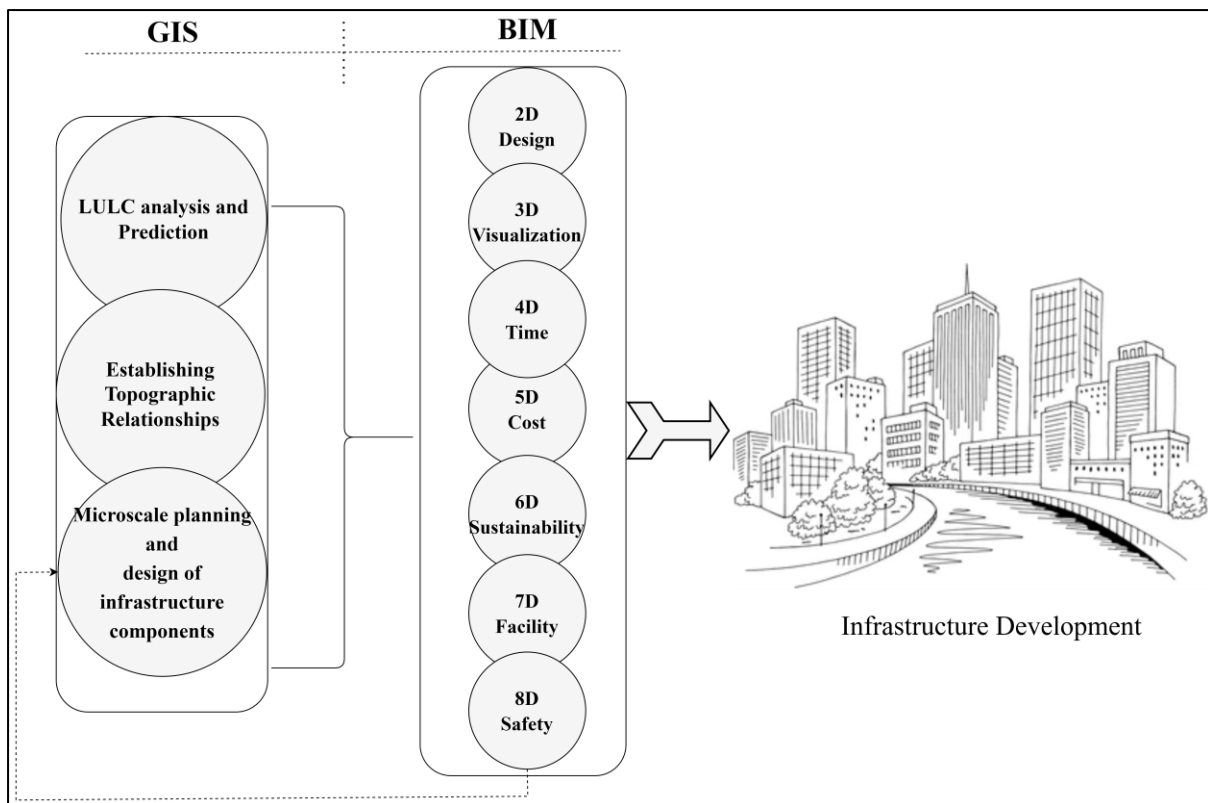 GIS
BIM
LULC analysis and
Prediction
Establishing
Topographic
Relationships
Microscale planning
and
design of
infrastructure
components
2D
Design
3D
Visualization
4D
Time
5D
Cost
6D
Sustainability
7D
Facility
8D
Safety
Infrastructure Development